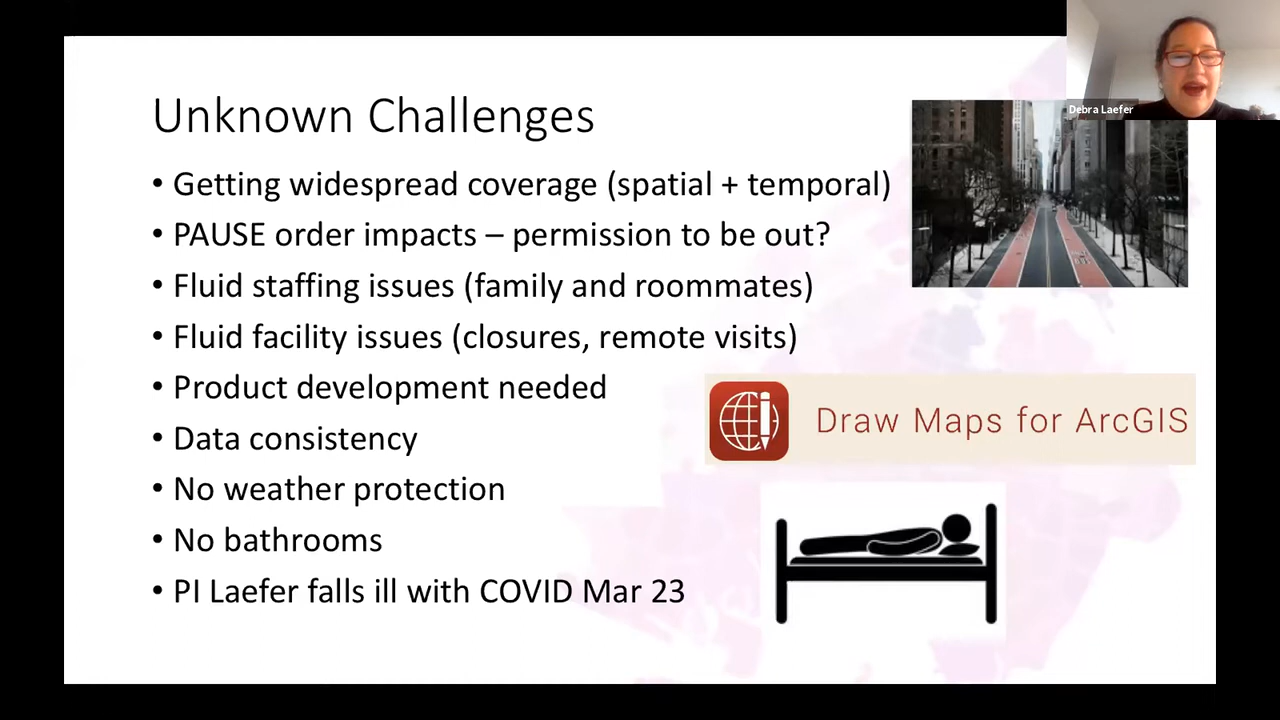 Debra Laefer
Unknown Challenges
• Getting widespread coverage (spatial + temporal)
• PAUSE order impacts – permission to be out?
• Fluid staffing issues (family and roommates)
• Fluid facility issues (closures, remote visits)
• Product development needed
Draw Maps for ArcGIS
• Data consistency
• No weather protection
• No bathrooms
• PI Laefer falls ill with COVID Mar 23